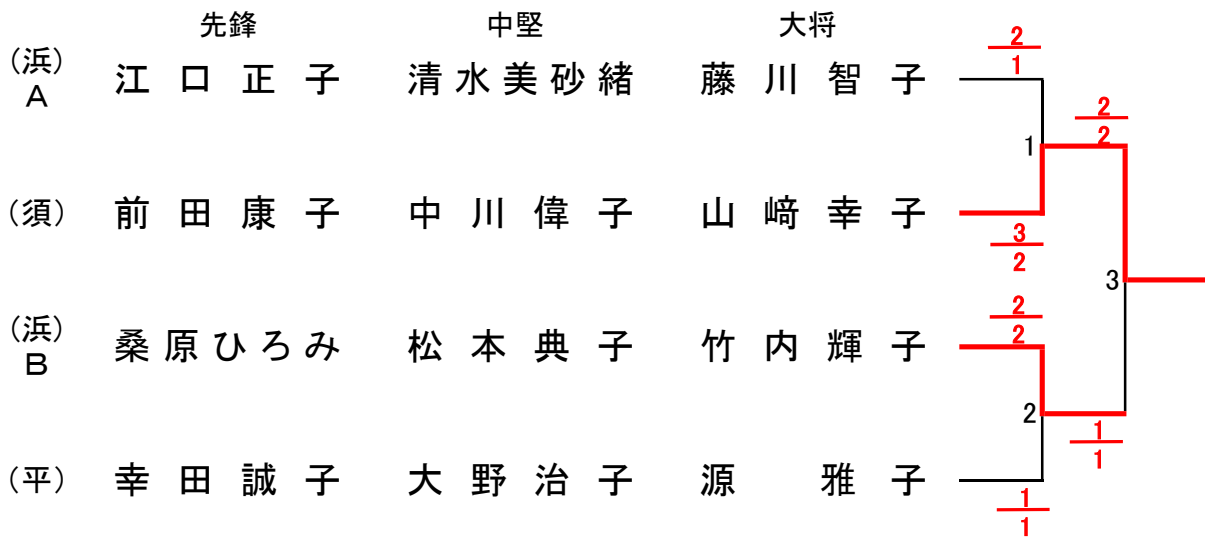 先鋒 中堅 大将
(浜)A 江口正子 清水美砂緒 藤川智子
2/1
2/2
1
(須) 前田康子 中川偉子 山﨑幸子
3/2
3
(浜)B 桑原ひろみ 松本典子 竹内輝子
2/2
2
1/1
(平) 幸田誠子 大野治子 源雅子
1/1